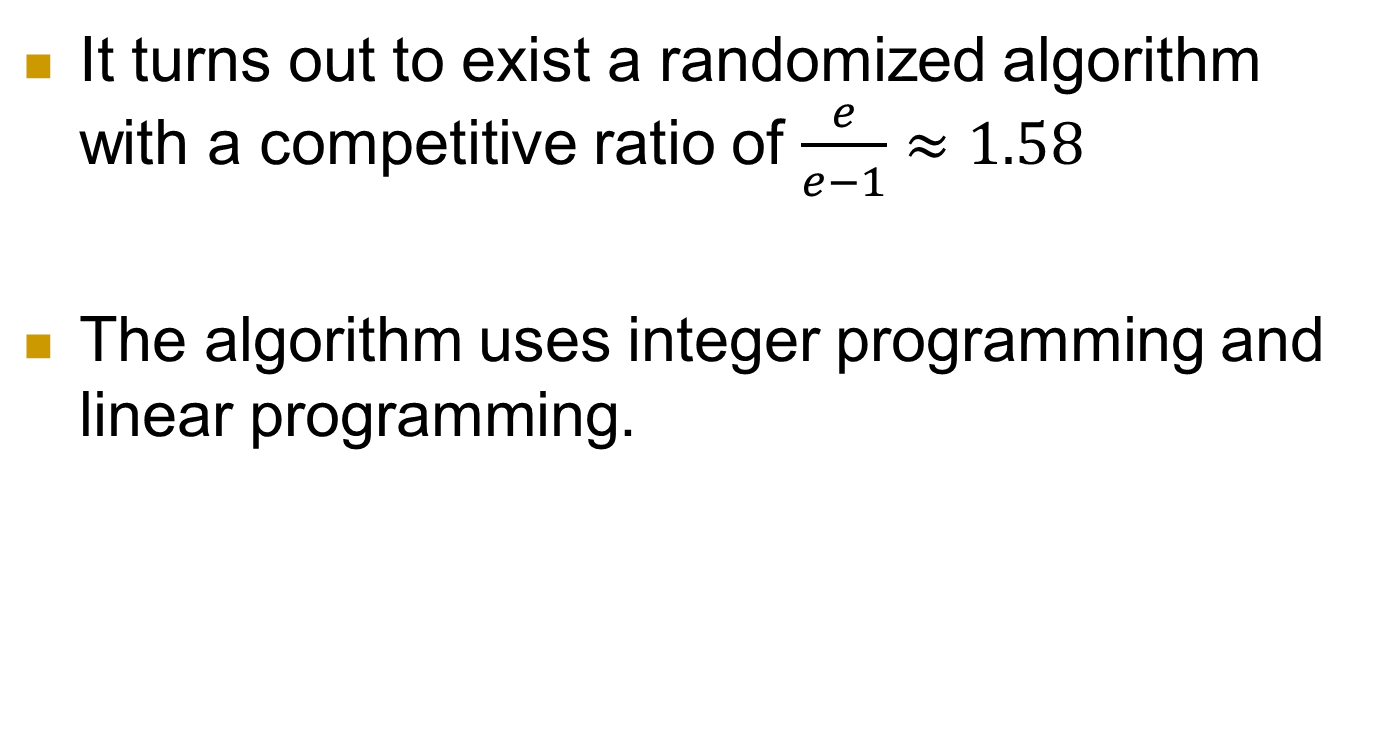 It turns out to exist a randomized algorithm
with a competitive ratio of \frac{e}{e-1} ≈ 1.58
The algorithm uses integer programming and
linear programming.